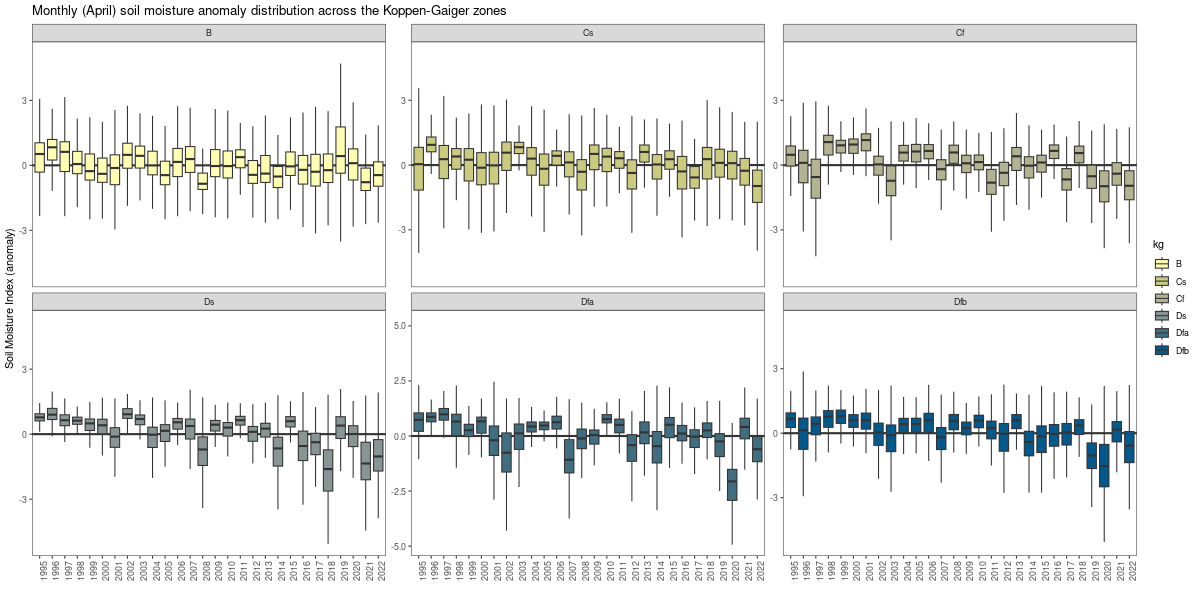 Monthly (April) soil moisture anomaly distribution across the Koppen-Gaiger zones
B
Cs
Cf
3
0
-3
3
0
-3
3
0
-3
Soil Moisture Index (anomaly)
Ds
Dfa
Dfb
3
0
-3
5.0
2.5
0.0
-2.5
-5.0
3
0
-3
1995 1996 1997 1998 1999 2000 2001 2002 2003 2004 2005 2006 2007 2008 2009 2010 2011 2012 2013 2014 2015 2016 2017 2018 2019 2020 2021 2022
1995 1996 1997 1998 1999 2000 2001 2002 2003 2004 2005 2006 2007 2008 2009 2010 2011 2012 2013 2014 2015 2016 2017 2018 2019 2020 2021 2022
1995 1996 1997 1998 1999 2000 2001 2002 2003 2004 2005 2006 2007 2008 2009 2010 2011 2012 2013 2014 2015 2016 2017 2018 2019 2020 2021 2022
kg
B
Cs
Cf
Ds
Dfa
Dfb